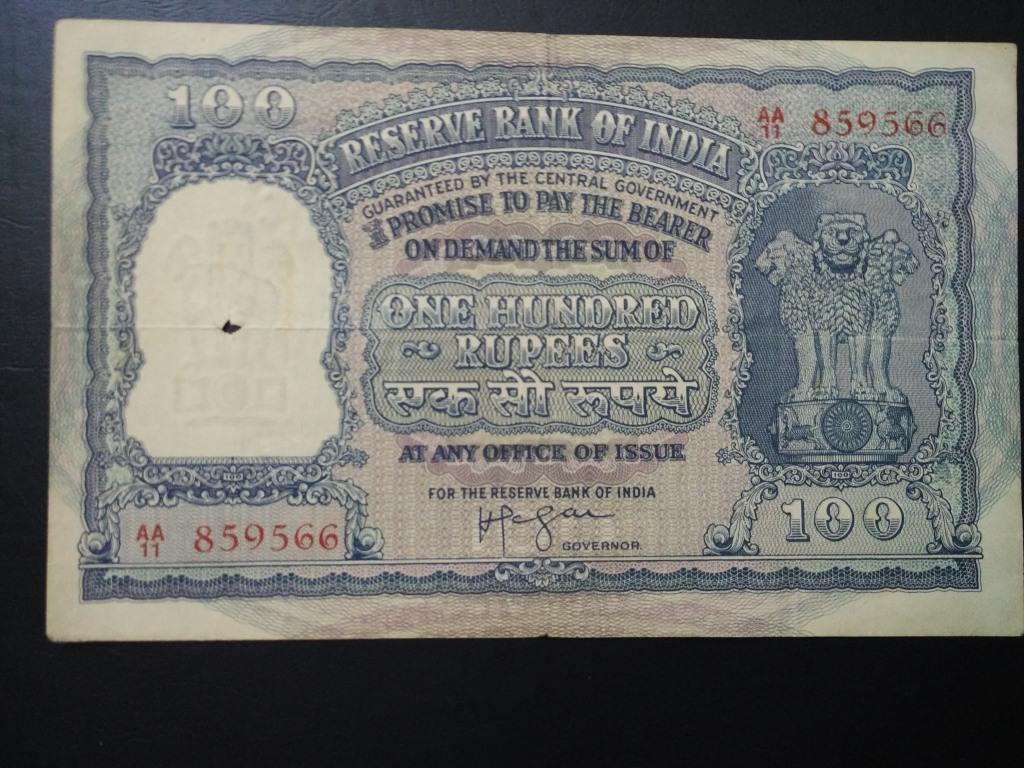 100
RESERVE BANK OF INDIA
AA
11 859566
GUARANTEED BY THE CENTRAL GOVERNMENT
I PROMISE TO PAY THE BEARER
ON DEMAND THE SUM OF
ONE HUNDRED
RUPEES
एक सौ रूपये
AT ANY OFFICE OF ISSUE
FOR THE RESERVE BANK OF INDIA
GOVERNOR.
AA
11 859566
100
100
100